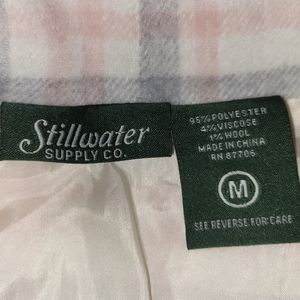 Stillwater
SUPPLY CO.
95% POLYESTER
4% VISCOSE
1% WOOL
MADE IN CHINA
RN 87706
M
SEE REVERSE FOR CARE